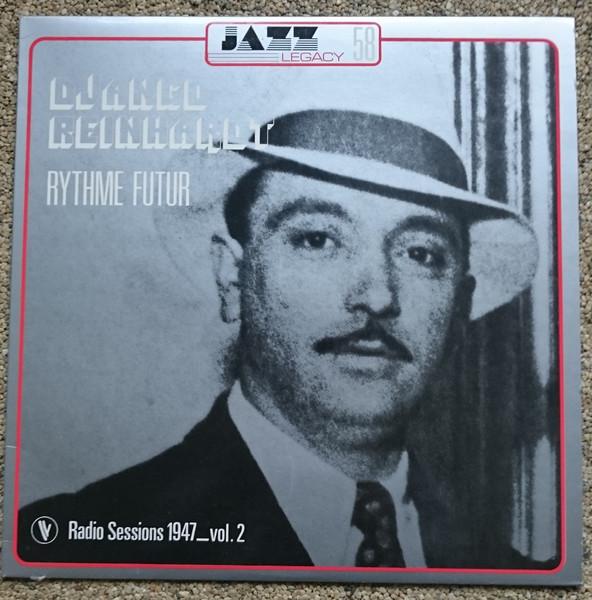 JAZZ
LEGACY 58
DJANGO
REINHARDT
RYTHME FUTUR
Radio Sessions 1947_vol. 2